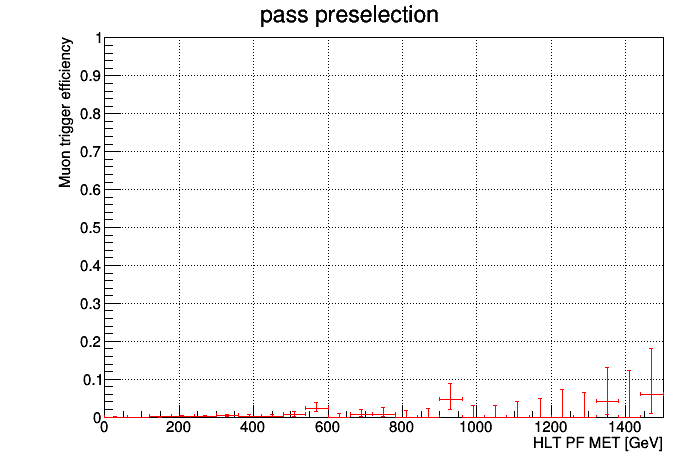 pass preselection
Muon trigger efficiency
1
0.9
0.8
0.7
0.6
0.5
0.4
0.3
0.2
0.1
0
0 200 400 600 800 1000 1200 1400
HLT PF MET [GeV]